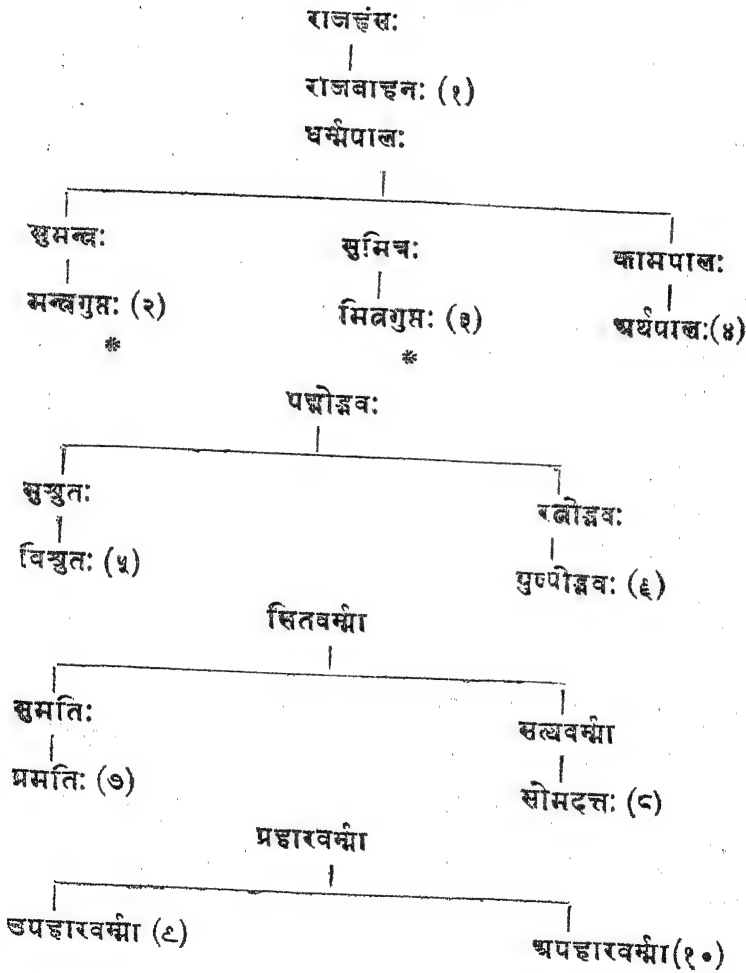 राजहंसः
राजवाहनः (१)
धर्म्मपालः
सुमन्त्रः सुमित्रः कामपालः
मन्त्रगुप्तः (२) मित्रगुप्तः (३) अर्थपालः(४)
* *
पद्मोद्भवः
सुश्रुतः रत्नोद्भवः
विश्रुतः (५) पुष्पोद्भवः (६)
सितवर्म्मा
सुमतिः सत्यवर्म्मा
प्रमतिः (७) सोमदत्तः (८)
प्रहारवर्म्मा
उपहारवर्म्मा (९) अपहारवर्म्मा(१०)